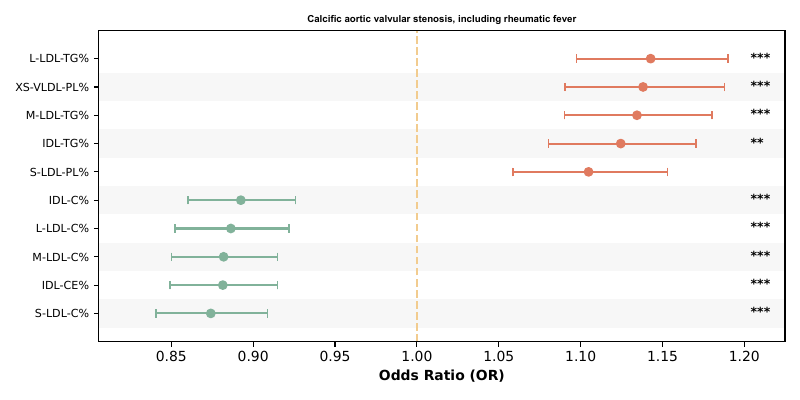 Calcific aortic valvular stenosis, including rheumatic fever
L-LDL-TG% ***
XS-VLDL-PL% ***
M-LDL-TG% ***
IDL-TG% **
S-LDL-PL%
IDL-C% ***
L-LDL-C% ***
M-LDL-C% ***
IDL-CE% ***
S-LDL-C% ***
0.85 0.90 0.95 1.00 1.05 1.10 1.15 1.20
Odds Ratio (OR)